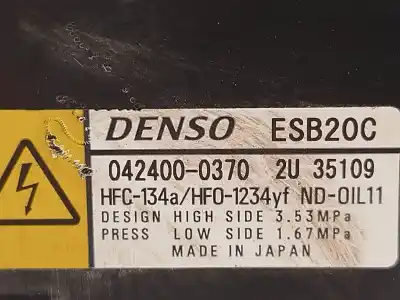 DENSO ESB20C
042400-0370 2U 35109
HFC-134a/HFO-1234yf ND-OIL11
DESIGN HIGH SIDE 3.53MPa
PRESS LOW SIDE 1.67MPa
MADE IN JAPAN